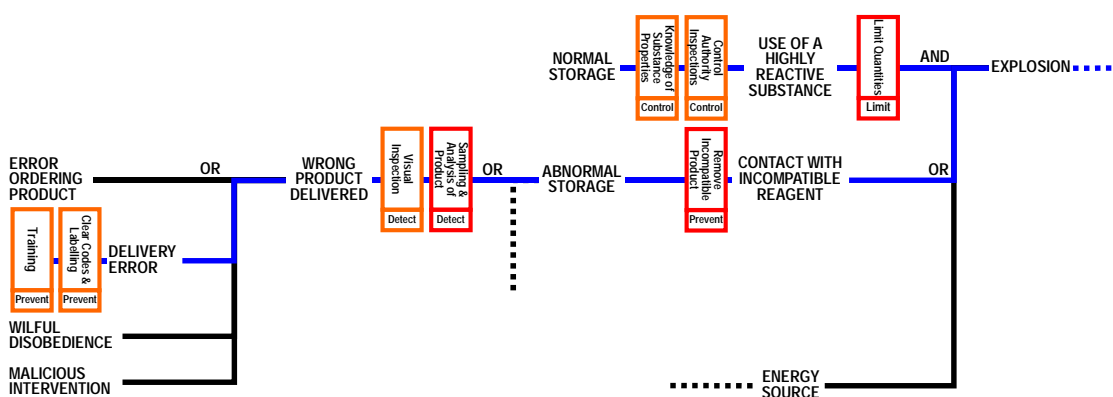 NORMAL
STORAGE
Knowledge of
Substance
Properties
Control
Control
Authority
Inspections
Control
USE OF A
HIGHLY
REACTIVE
SUBSTANCE
Limit Quantities
Limit
AND
EXPLOSION
ERROR
ORDERING
PRODUCT
OR
WRONG
PRODUCT
DELIVERED
Visual
Inspection
Detect
Sampling &
Analysis of
Product
Detect
OR
ABNORMAL
STORAGE
Remove
Incompatible
Product
Prevent
CONTACT WITH
INCOMPATIBLE
REAGENT
OR
Training
Prevent
Clear Codes &
Labelling
Prevent
DELIVERY
ERROR
WILFUL
DISOBEDIENCE
MALICIOUS
INTERVENTION
ENERGY
SOURCE